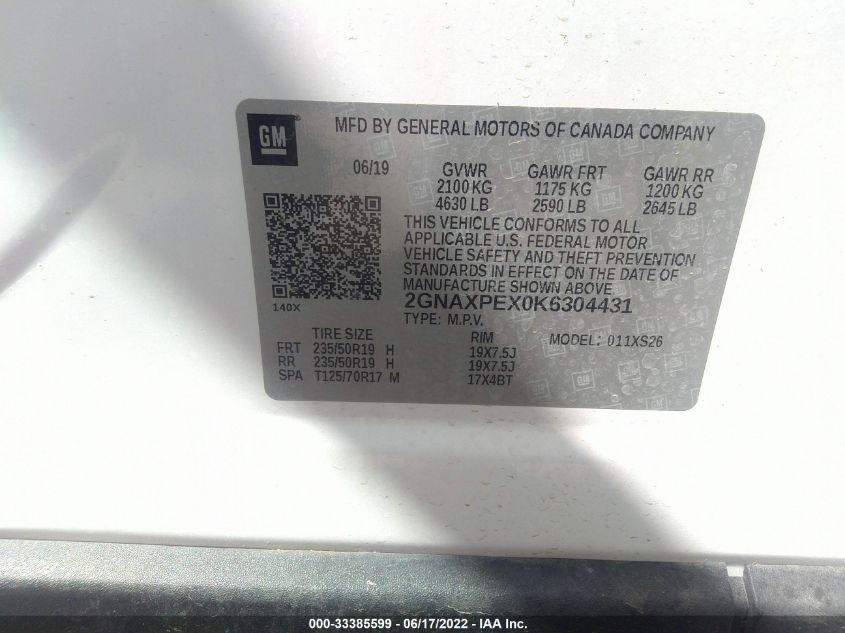 GM
MFD BY GENERAL MOTORS OF CANADA COMPANY
06/19 GVWR GAWR FRT GAWR RR
2100 KG 1175 KG 1200 KG
4630 LB 2590 LB 2645 LB
THIS VEHICLE CONFORMS TO ALL
APPLICABLE U.S. FEDERAL MOTOR
VEHICLE SAFETY AND THEFT PREVENTION
STANDARDS IN EFFECT ON THE DATE OF
MANUFACTURE SHOWN ABOVE.
140X
2GNAXPEX0K6304431
TYPE: M.P.V.
TIRE SIZE RIM MODEL: 011XS26
FRT 235/50R19 H 19X7.5J
RR 235/50R19 H 19X7.5J
SPA T125/70R17 M 17X4BT
000-33385599 - 06/17/2022 - IAA Inc.